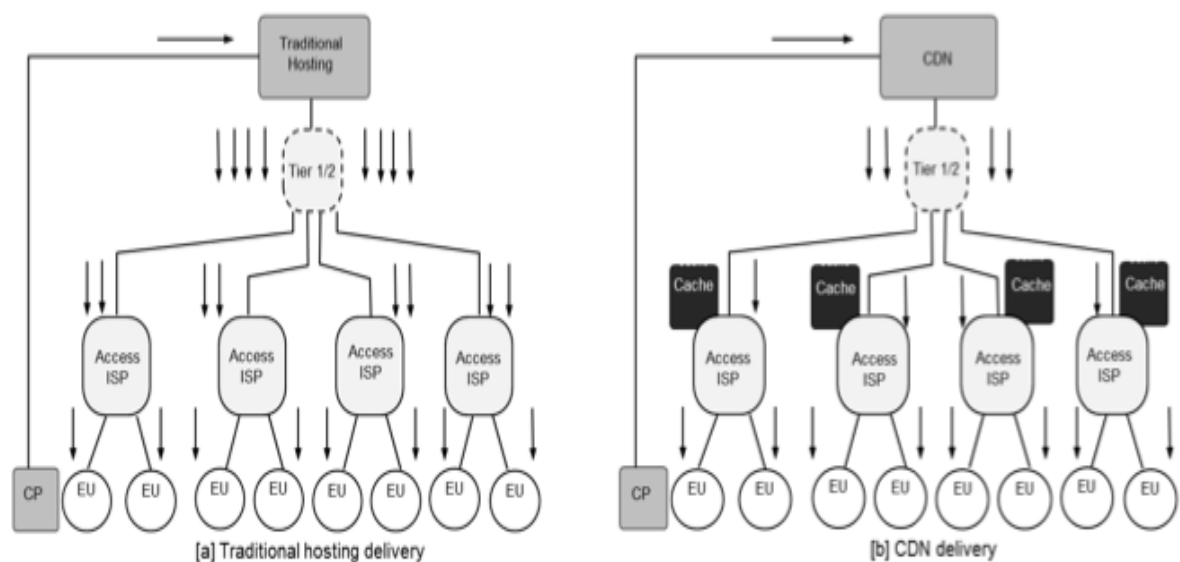 Traditional
Hosting
Tier 1/2
Access
ISP
Access
ISP
Access
ISP
Access
ISP
CP
EU
EU
EU
EU
EU
EU
EU
EU
[a] Traditional hosting delivery
CDN
Tier 1/2
Cache
Cache
Cache
Cache
Access
ISP
Access
ISP
Access
ISP
Access
ISP
CP
EU
EU
EU
EU
EU
EU
EU
EU
[b] CDN delivery